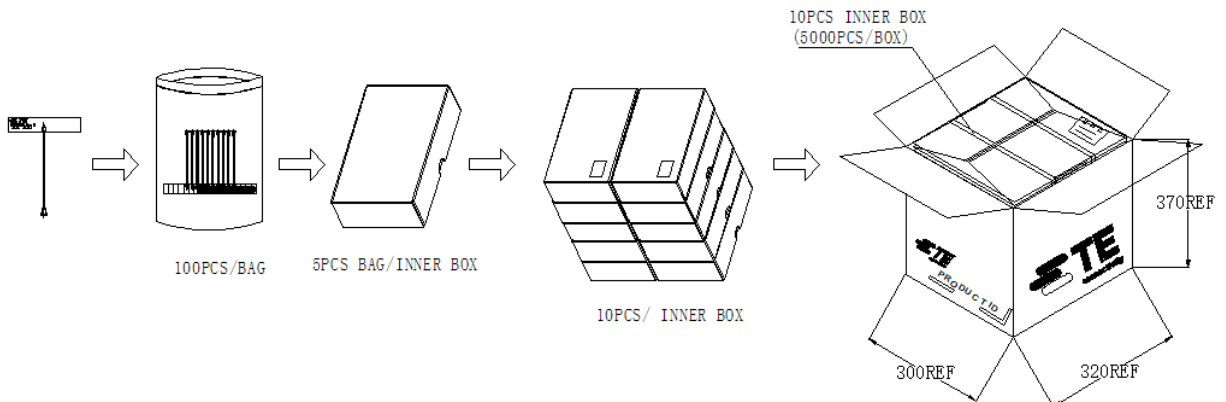 10PCS INNER BOX
(5000PCS/BOX)
100PCS/BAG
5PCS BAG/INNER BOX
10PCS/ INNER BOX
370REF
TE
PRODUCT ID
TE
connectivity
300REF
320REF